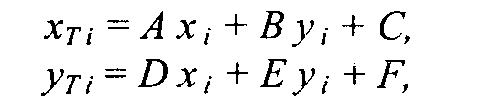 x_{Ti} = A x_i + B y_i + C,
y_{Ti} = D x_i + E y_i + F,